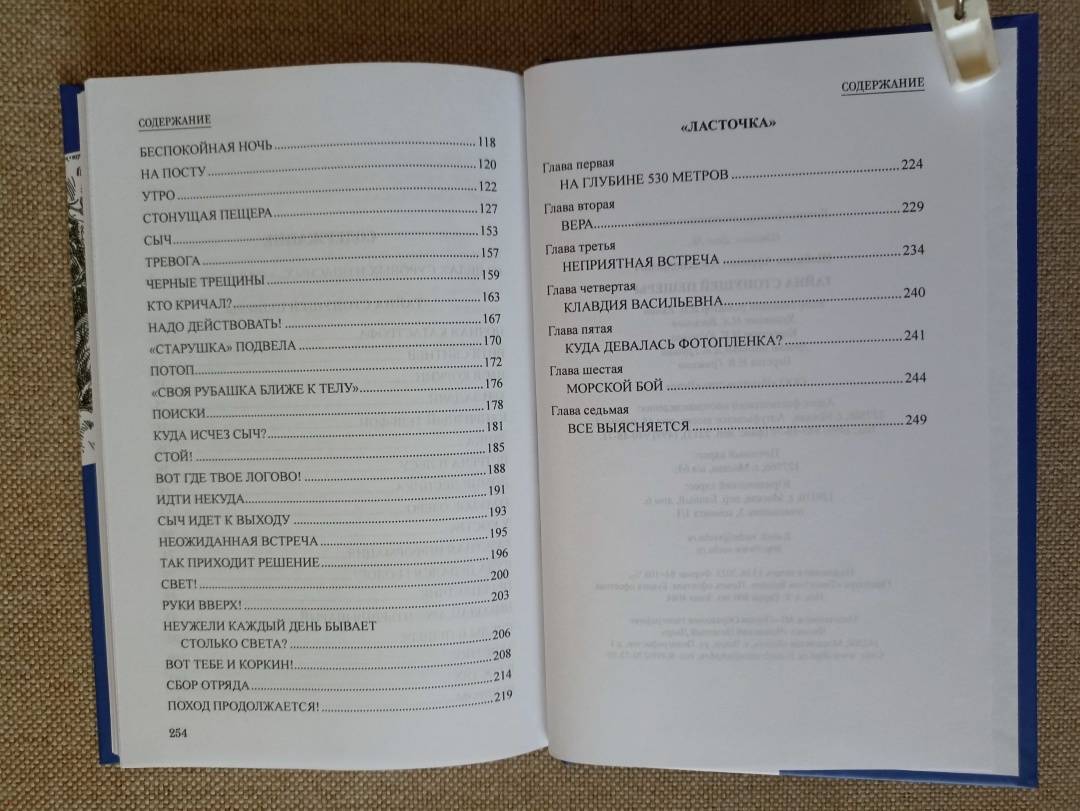 СОДЕРЖАНИЕ
БЕСПОКОЙНАЯ НОЧЬ 118
НА ПОСТУ 120
УТРО 122
СТОНУЩАЯ ПЕЩЕРА 127
СЫЧ 153
ТРЕВОГА 157
ЧЕРНЫЕ ТРЕЩИНЫ 159
КТО КРИЧАЛ? 163
НАДО ДЕЙСТВОВАТЬ! 167
«СТАРУШКА» ПОДВЕЛА 170
ПОТОП 172
«СВОЯ РУБАШКА БЛИЖЕ К ТЕЛУ» 176
ПОИСКИ 178
КУДА ИСЧЕЗ СЫЧ? 181
СТОЙ! 185
ВОТ ГДЕ ТВОЕ ЛОГОВО! 188
ИДТИ НЕКУДА 191
СЫЧ ИДЕТ К ВЫХОДУ 193
НЕОЖИДАННАЯ ВСТРЕЧА 195
ТАК ПРИХОДИТ РЕШЕНИЕ 196
СВЕТ! 200
РУКИ ВВЕРХ! 203
НЕУЖЕЛИ КАЖДЫЙ ДЕНЬ БЫВАЕТ
СТОЛЬКО СВЕТА? 206
ВОТ ТЕБЕ И КОРКИН! 208
СБОР ОТРЯДА 214
ПОХОД ПРОДОЛЖАЕТСЯ! 219
254
СОДЕРЖАНИЕ
«ЛАСТОЧКА»
Глава первая
НА ГЛУБИНЕ 530 МЕТРОВ 224
Глава вторая
ВЕРА 229
Глава третья
НЕПРИЯТНАЯ ВСТРЕЧА 234
Глава четвертая
КЛАВДИЯ ВАСИЛЬЕВНА 240
Глава пятая
КУДА ДЕВАЛАСЬ ФОТОПЛЕНКА? 241
Глава шестая
МОРСКОЙ БОЙ 244
Глава седьмая
ВСЕ ВЫЯСНЯЕТСЯ 249